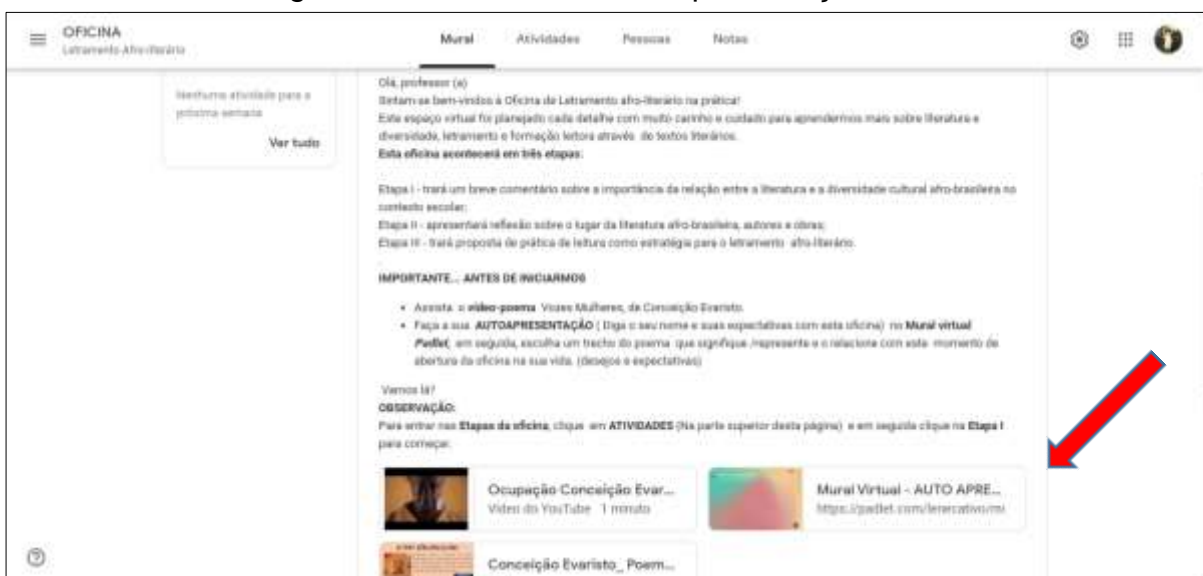 OFICINA
Letramento Afro-literário
Mural Atividades Pessoas Notas
Nenhuma atividade para a
próxima semana
Ver tudo
Olá, professor (a)
Sintam-se bem-vindos à Oficina de Letramento afro-literário na prática!
Este espaço virtual foi planejado cada detalhe com muito carinho e cuidado para aprendermos mais sobre literatura e
diversidade, letramento e formação leitora através de textos literários.
Esta oficina acontecerá em três etapas:
Etapa I - trará um breve comentário sobre a importância da relação entre a literatura e a diversidade cultural afro-brasileira no
contexto escolar;
Etapa II - apresentará reflexão sobre o lugar da literatura afro-brasileira, autores e obras;
Etapa III - trará proposta de prática de leitura como estratégia para o letramento afro-literário.
IMPORTANTE... ANTES DE INICIARMOS
• Assista o vídeo-poema Vozes Mulheres, de Conceição Evaristo.
• Faça a sua AUTOAPRESENTAÇÃO ( Diga o seu nome e suas expectativas com esta oficina) no Mural virtual
Padlet, em seguida, escolha um trecho do poema que signifique /represente e o relacione com este momento de
abertura da oficina na sua vida. (desejos e expectativas)
Vamos lá?
OBSERVAÇÃO:
Para entrar nas Etapas da oficina, clique em ATIVIDADES (Na parte superior desta página) e em seguida clique na Etapa I
para começar.
Ocupação Conceição Evar...
Vídeo do YouTube 1 minuto
Mural Virtual - AUTO APRE...
https://padlet.com/lenecativo/mi
Conceição Evaristo_ Poem...